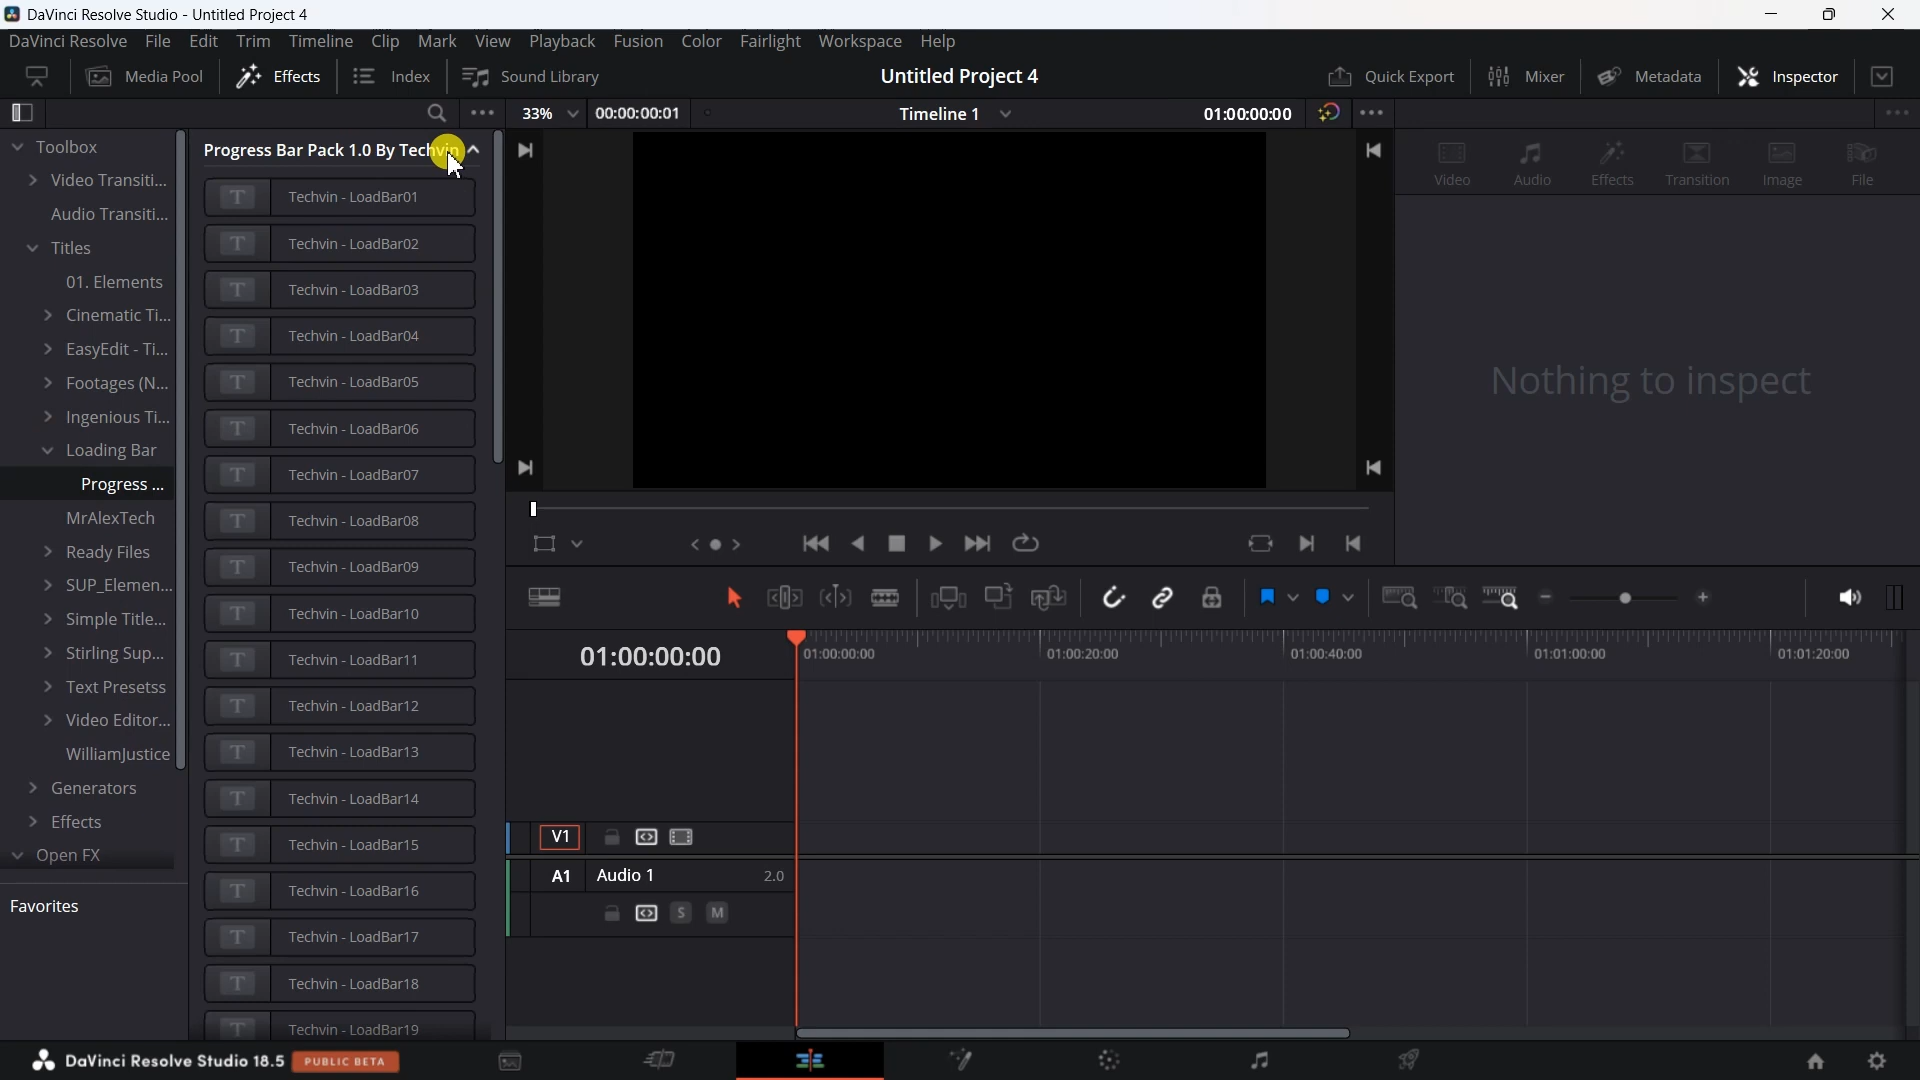 DaVinci Resolve Studio - Untitled Project 4
DaVinci Resolve File Edit Trim Timeline Clip Mark View Playback Fusion Color Fairlight Workspace Help
Media Pool Effects Index Sound Library Untitled Project 4 Quick Export Mixer Metadata Inspector
33% 00:00:00:01 Timeline 1 01:00:00:00
Toolbox
Video Transiti...
Audio Transiti...
Titles
01. Elements
Cinematic Ti...
EasyEdit - Ti...
Footages (N...
Ingenious Ti...
Loading Bar
Progress ...
MrAlexTech
Ready Files
SUP_Elemen...
Simple Title...
Stirling Sup...
Text Presetss
Video Editor...
WilliamJustice
Generators
Effects
Open FX
Favorites
Progress Bar Pack 1.0 By Techvin
T Techvin - LoadBar01
T Techvin - LoadBar02
T Techvin - LoadBar03
T Techvin - LoadBar04
T Techvin - LoadBar05
T Techvin - LoadBar06
T Techvin - LoadBar07
T Techvin - LoadBar08
T Techvin - LoadBar09
T Techvin - LoadBar10
T Techvin - LoadBar11
T Techvin - LoadBar12
T Techvin - LoadBar13
T Techvin - LoadBar14
T Techvin - LoadBar15
T Techvin - LoadBar16
T Techvin - LoadBar17
T Techvin - LoadBar18
T Techvin - LoadBar19
Video Audio Effects Transition Image File
Nothing to inspect
01:00:00:00
01:00:00:00 01:00:20:00 01:00:40:00 01:01:00:00 01:01:20:00
V1
A1 Audio 1 2.0
S M
DaVinci Resolve Studio 18.5 PUBLIC BETA